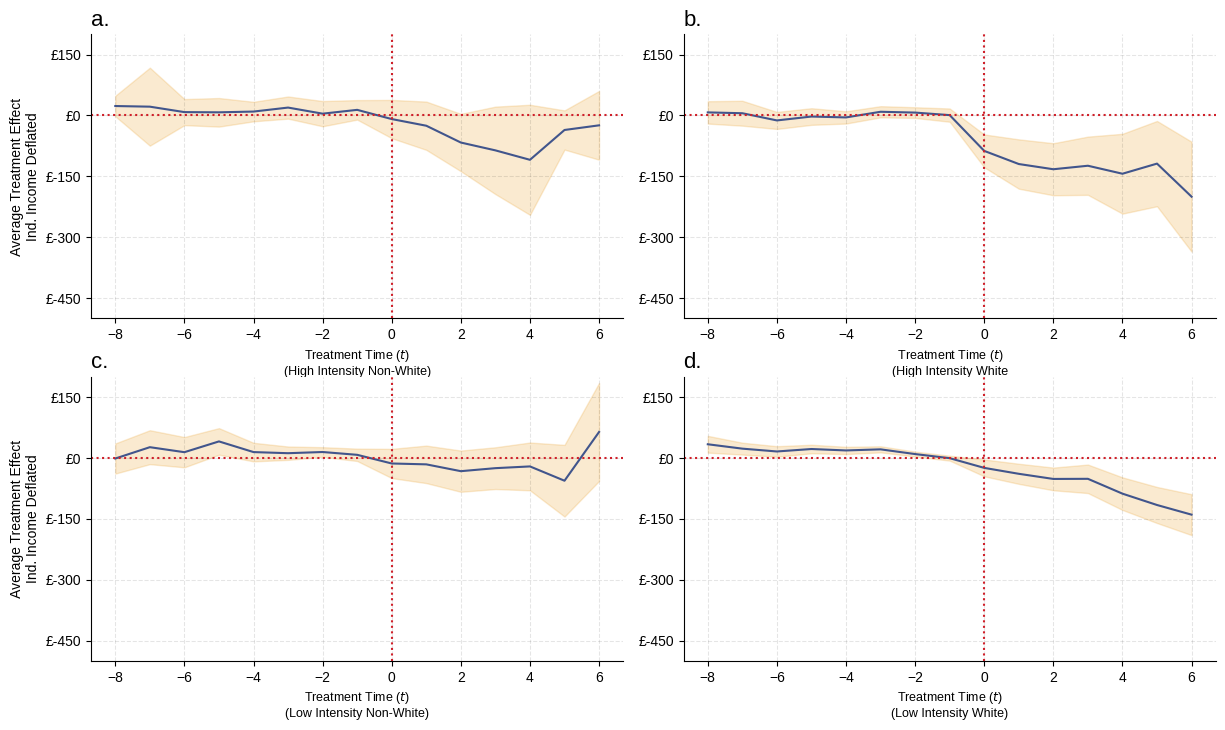 a.
£150
£0
£-150
£-300
£-450
Average Treatment Effect
Ind. Income Deflated
−8 −6 −4 −2 0 2 4 6
Treatment Time (t)
(High Intensity Non-White)
b.
£150
£0
£-150
£-300
£-450
−8 −6 −4 −2 0 2 4 6
Treatment Time (t)
(High Intensity White
c.
£150
£0
£-150
£-300
£-450
Average Treatment Effect
Ind. Income Deflated
−8 −6 −4 −2 0 2 4 6
Treatment Time (t)
(Low Intensity Non-White)
d.
£150
£0
£-150
£-300
£-450
−8 −6 −4 −2 0 2 4 6
Treatment Time (t)
(Low Intensity White)